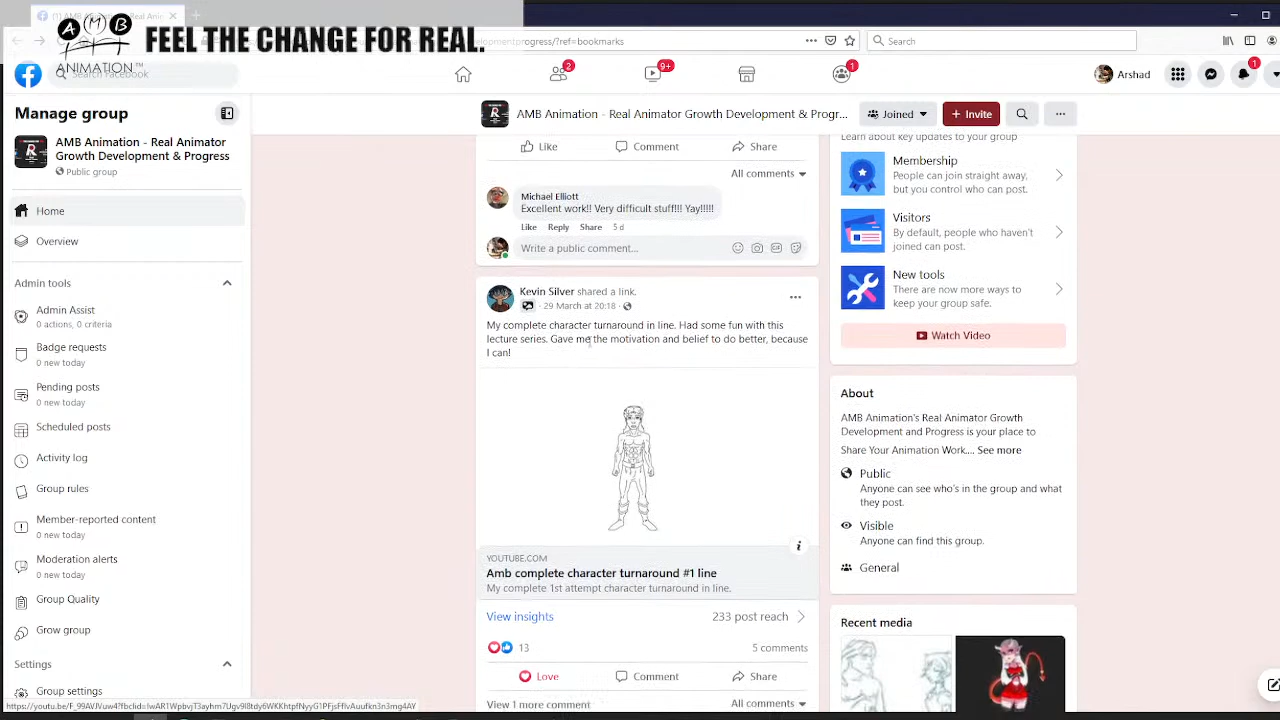 AMB
ANIMATION™
FEEL THE CHANGE FOR REAL.
lopmentprogress/?ref=bookmarks
Search
Search Facebook
2
9+
1
Arshad
1
Manage group
AMB Animation - Real Animator
Growth Development & Progress
Public group
Home
Overview
Admin tools
Admin Assist
0 actions, 0 criteria
Badge requests
0 new today
Pending posts
0 new today
Scheduled posts
Activity log
Group rules
Member-reported content
0 new today
Moderation alerts
0 new today
Group Quality
Grow group
Settings
Group settings
AMB Animation - Real Animator Growth Development & Progr...
Joined
+ Invite
Like
Comment
Share
All comments
Michael Elliott
Excellent work!! Very difficult stuff!!!! Yay!!!!!
Like Reply Share 5 d
Write a public comment...
Kevin Silver shared a link.
29 March at 20:18
My complete character turnaround in line. Had some fun with this
lecture series. Gave me the motivation and belief to do better, because
I can!
YOUTUBE.COM
Amb complete character turnaround #1 line
My complete 1st attempt character turnaround in line.
View insights
233 post reach
13
5 comments
Love
Comment
Share
View 1 more comment
All comments
Learn about key updates to your group
Membership
People can join straight away,
but you control who can post.
Visitors
By default, people who haven't
joined can post.
New tools
There are now more ways to
keep your group safe.
Watch Video
About
AMB Animation's Real Animator Growth
Development and Progress is your place to
Share Your Animation Work.... See more
Public
Anyone can see who's in the group and what
they post.
Visible
Anyone can find this group.
General
Recent media